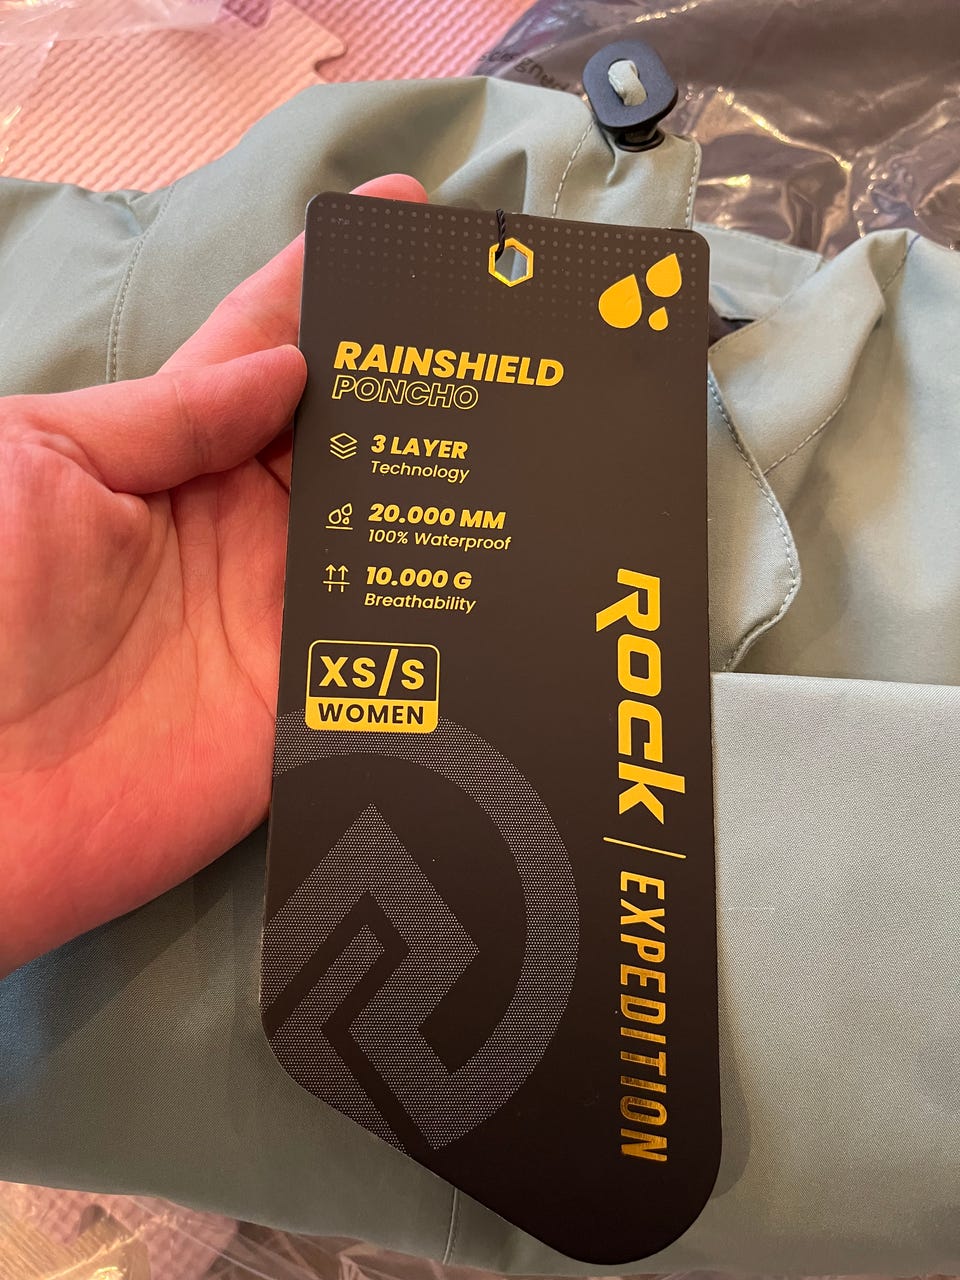 RAINSHIELD
PONCHO
3 LAYER
Technology
20.000 MM
100% Waterproof
10.000 G
Breathability
XS/S
WOMEN
ROCK | EXPEDITION